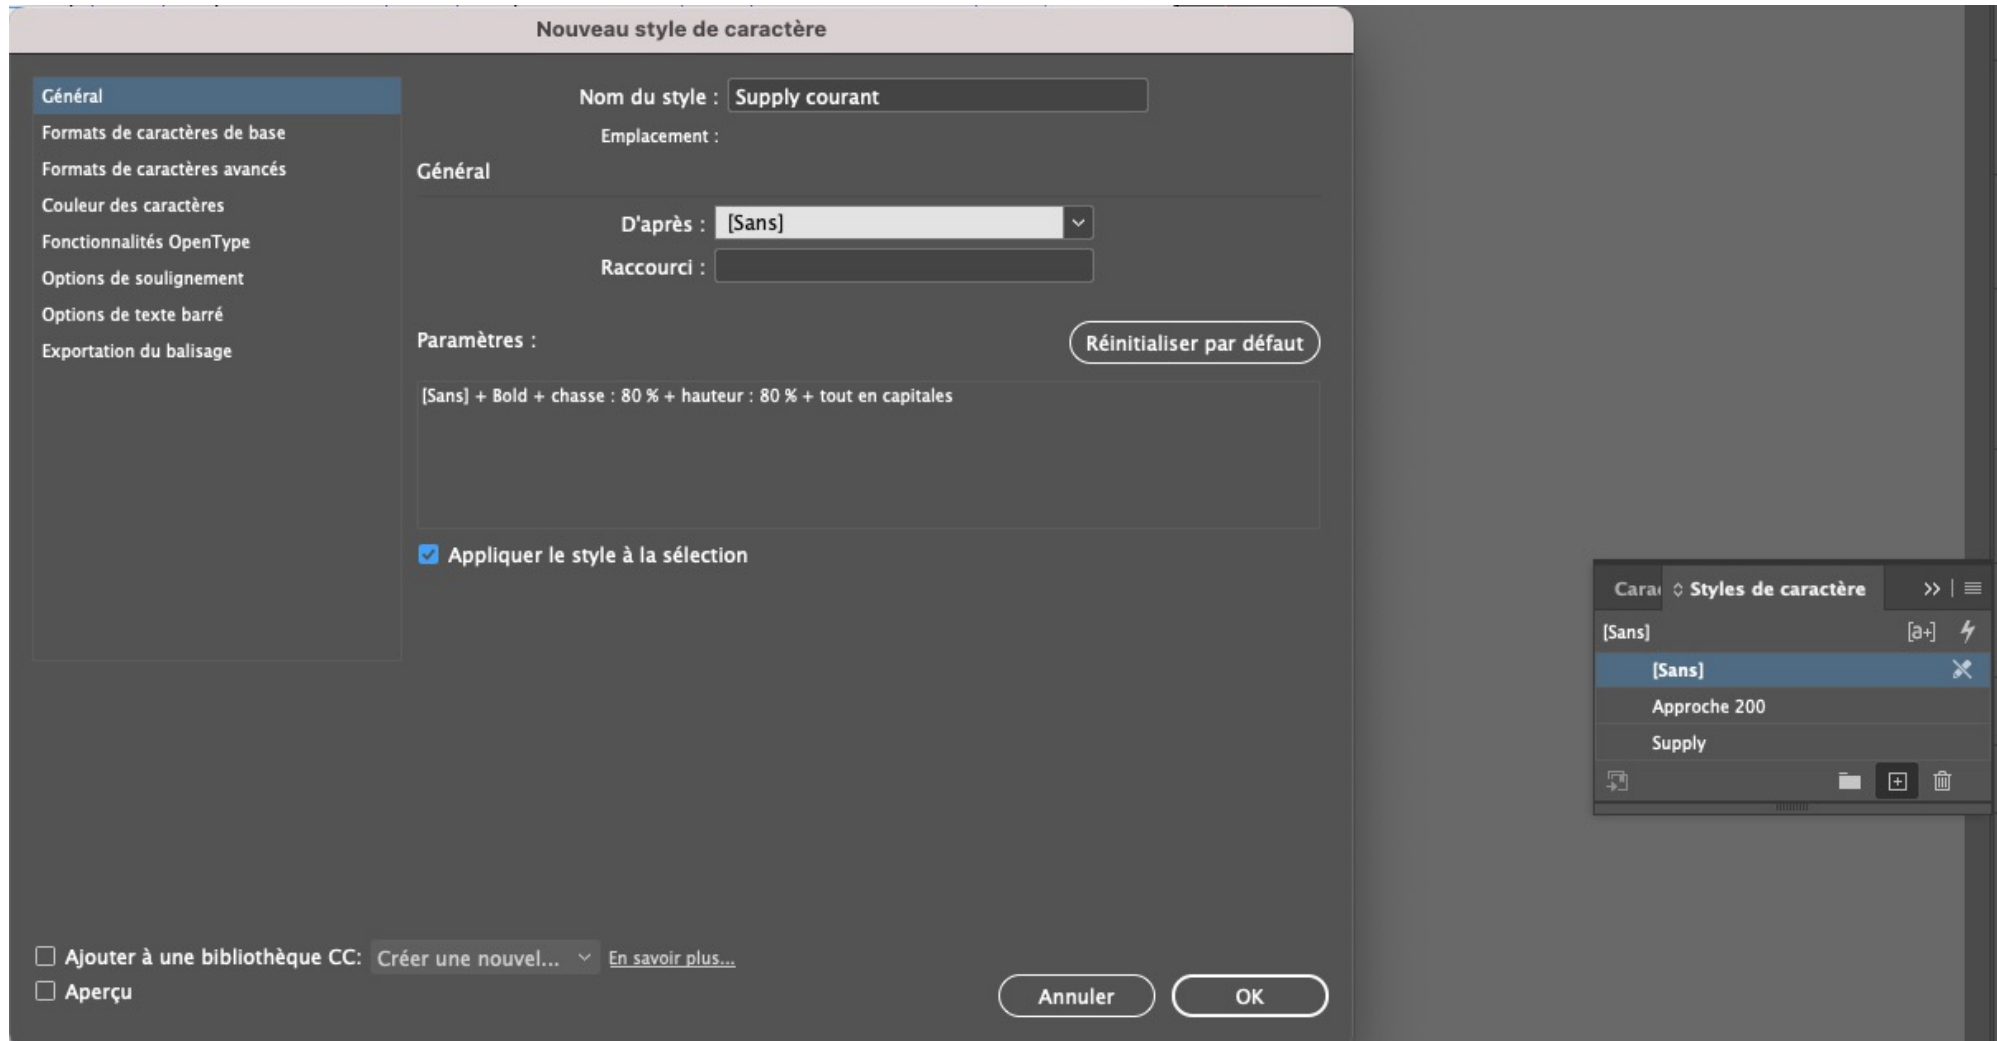 Nouveau style de caractère
Général
Formats de caractères de base
Formats de caractères avancés
Couleur des caractères
Fonctionnalités OpenType
Options de soulignement
Options de texte barré
Exportation du balisage
Nom du style : Supply courant
Emplacement :
Général
D'après : [Sans]
Raccourci :
Paramètres :
Réinitialiser par défaut
[Sans] + Bold + chasse : 80 % + hauteur : 80 % + tout en capitales
Appliquer le style à la sélection
Ajouter à une bibliothèque CC: Créer une nouvel... En savoir plus...
Aperçu
Annuler OK
Cara Styles de caractère
[Sans] [a+]
[Sans]
Approche 200
Supply